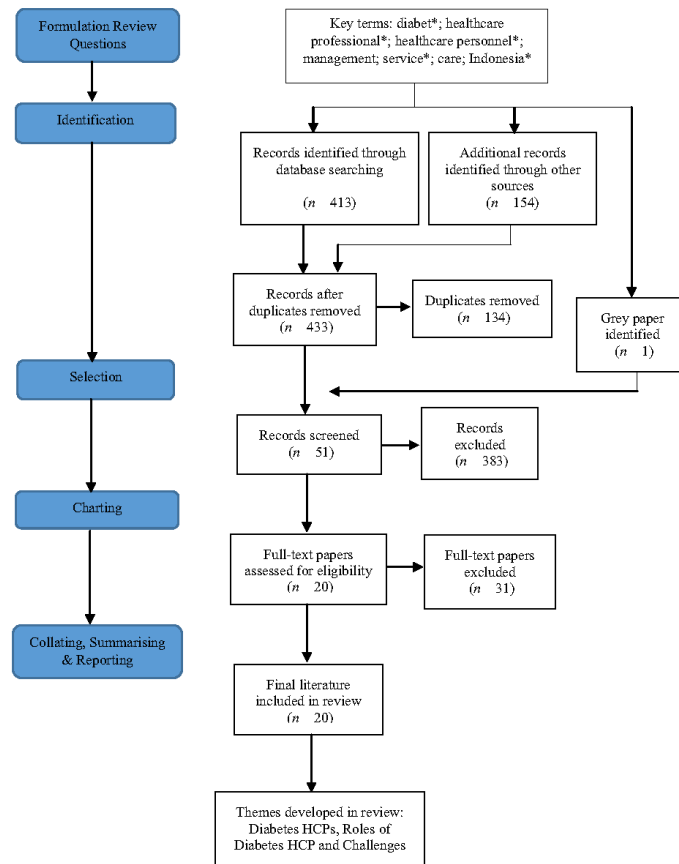 Formulation Review
Questions
Identification
Selection
Charting
Collating, Summarising
& Reporting
Key terms: diabet*; healthcare
professional*; healthcare personnel*;
management; service*; care; Indonesia*
Records identified through
database searching
(n 413)
Additional records
identified through other
sources
(n 154)
Records after
duplicates removed
(n 433)
Duplicates removed
(n 134)
Grey paper
identified
(n 1)
Records screened
(n 51)
Records
excluded
(n 383)
Full-text papers
assessed for eligibility
(n 20)
Full-text papers
excluded
(n 31)
Final literature
included in review
(n 20)
Themes developed in review:
Diabetes HCPs, Roles of
Diabetes HCP and Challenges